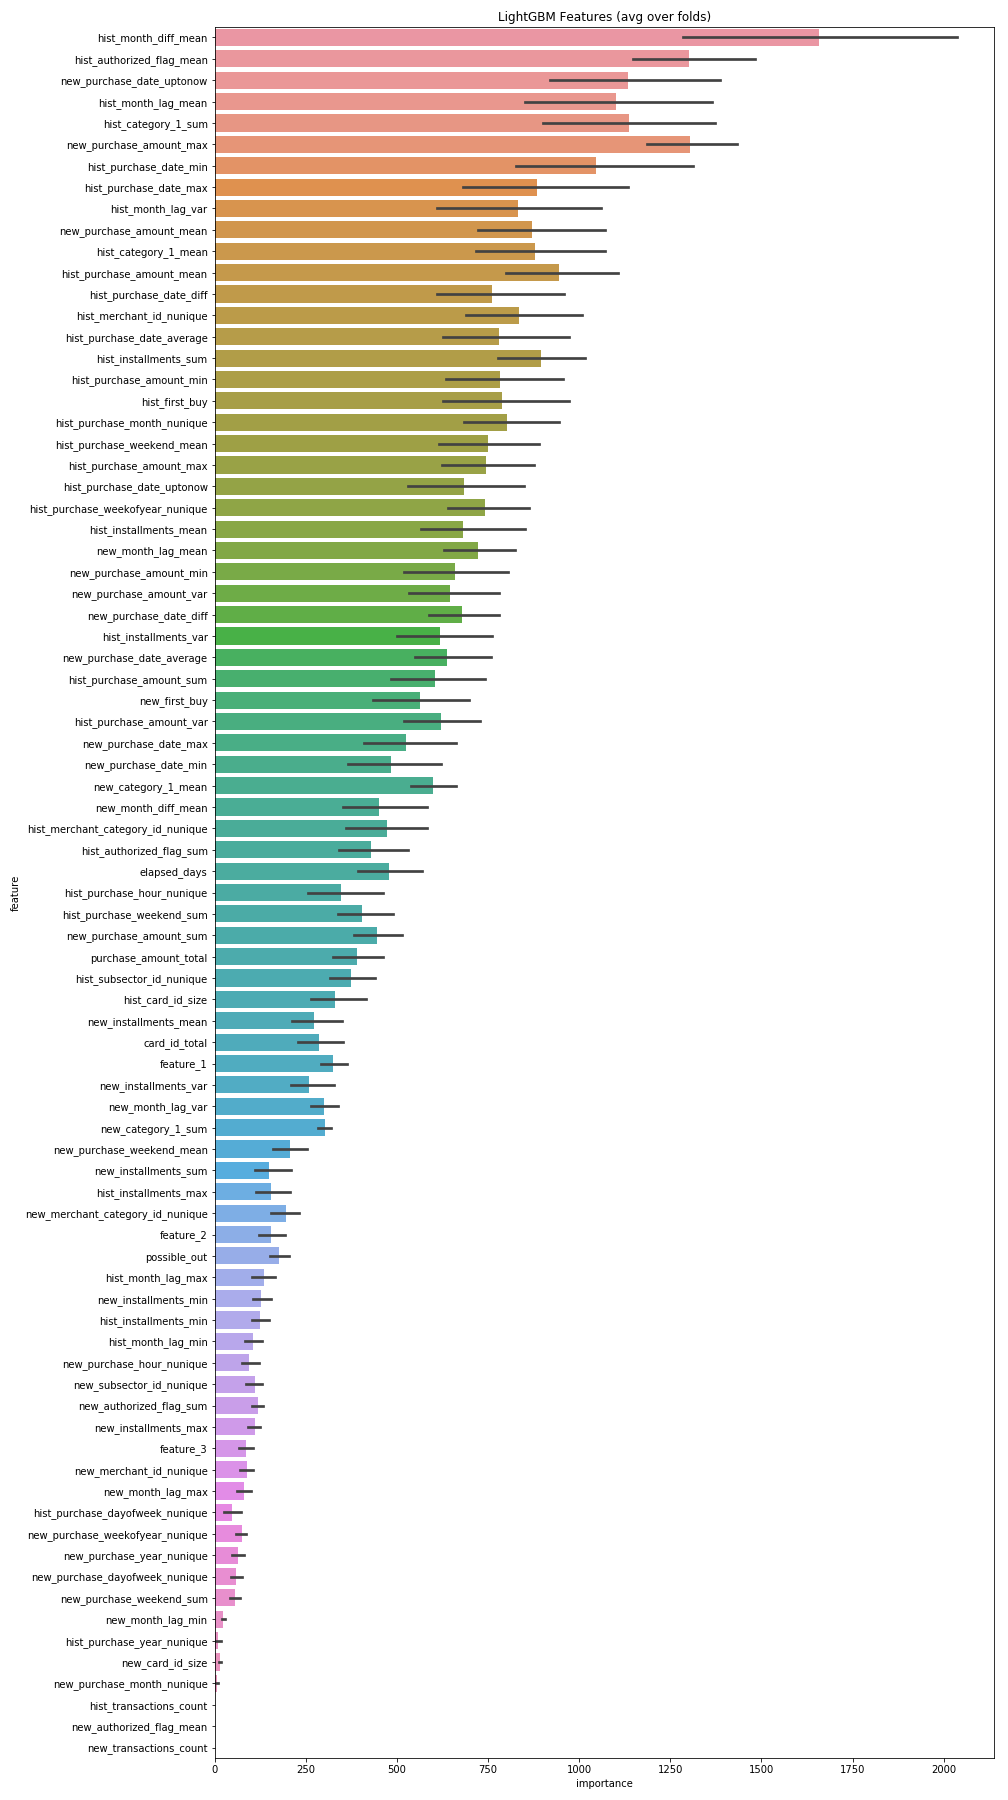 LightGBM Features (avg over folds)
hist_month_diff_mean
hist_authorized_flag_mean
new_purchase_date_uptonow
hist_month_lag_mean
hist_category_1_sum
new_purchase_amount_max
hist_purchase_date_min
hist_purchase_date_max
hist_month_lag_var
new_purchase_amount_mean
hist_category_1_mean
hist_purchase_amount_mean
hist_purchase_date_diff
hist_merchant_id_nunique
hist_purchase_date_average
hist_installments_sum
hist_purchase_amount_min
hist_first_buy
hist_purchase_month_nunique
hist_purchase_weekend_mean
hist_purchase_amount_max
hist_purchase_date_uptonow
hist_purchase_weekofyear_nunique
hist_installments_mean
new_month_lag_mean
new_purchase_amount_min
new_purchase_amount_var
new_purchase_date_diff
hist_installments_var
new_purchase_date_average
hist_purchase_amount_sum
new_first_buy
hist_purchase_amount_var
new_purchase_date_max
new_purchase_date_min
new_category_1_mean
new_month_diff_mean
hist_merchant_category_id_nunique
hist_authorized_flag_sum
elapsed_days
hist_purchase_hour_nunique
hist_purchase_weekend_sum
new_purchase_amount_sum
purchase_amount_total
hist_subsector_id_nunique
hist_card_id_size
new_installments_mean
card_id_total
feature_1
new_installments_var
new_month_lag_var
new_category_1_sum
new_purchase_weekend_mean
new_installments_sum
hist_installments_max
new_merchant_category_id_nunique
feature_2
possible_out
hist_month_lag_max
new_installments_min
hist_installments_min
hist_month_lag_min
new_purchase_hour_nunique
new_subsector_id_nunique
new_authorized_flag_sum
new_installments_max
feature_3
new_merchant_id_nunique
new_month_lag_max
hist_purchase_dayofweek_nunique
new_purchase_weekofyear_nunique
new_purchase_year_nunique
new_purchase_dayofweek_nunique
new_purchase_weekend_sum
new_month_lag_min
hist_purchase_year_nunique
new_card_id_size
new_purchase_month_nunique
hist_transactions_count
new_authorized_flag_mean
new_transactions_count
feature
0 250 500 750 1000 1250 1500 1750 2000
importance